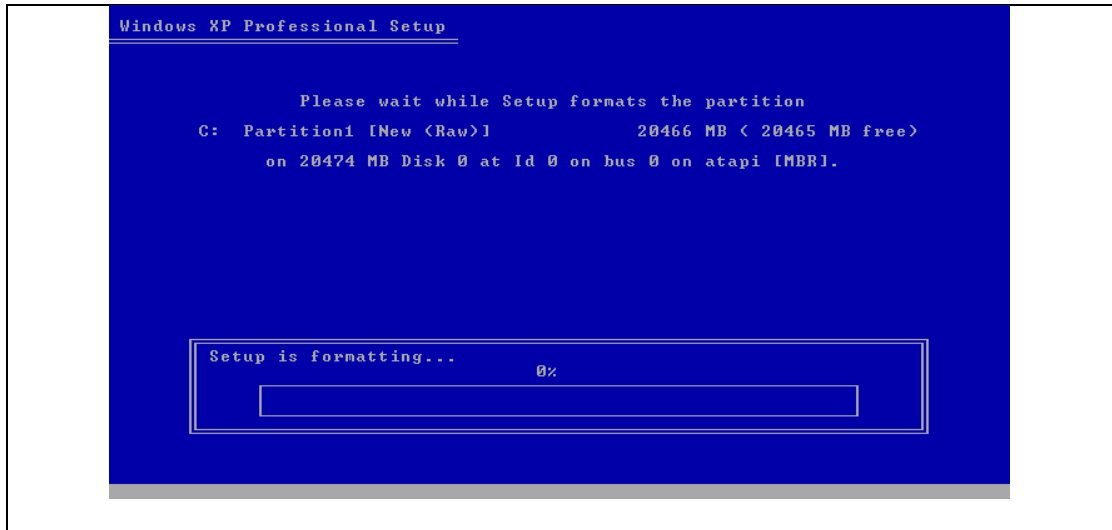 Windows XP Professional Setup
Please wait while Setup formats the partition
C:  Partition1 [New (Raw)]                 20466 MB ( 20465 MB free)
on 20474 MB Disk 0 at Id 0 on bus 0 on atapi [MBR].
Setup is formatting...
0%